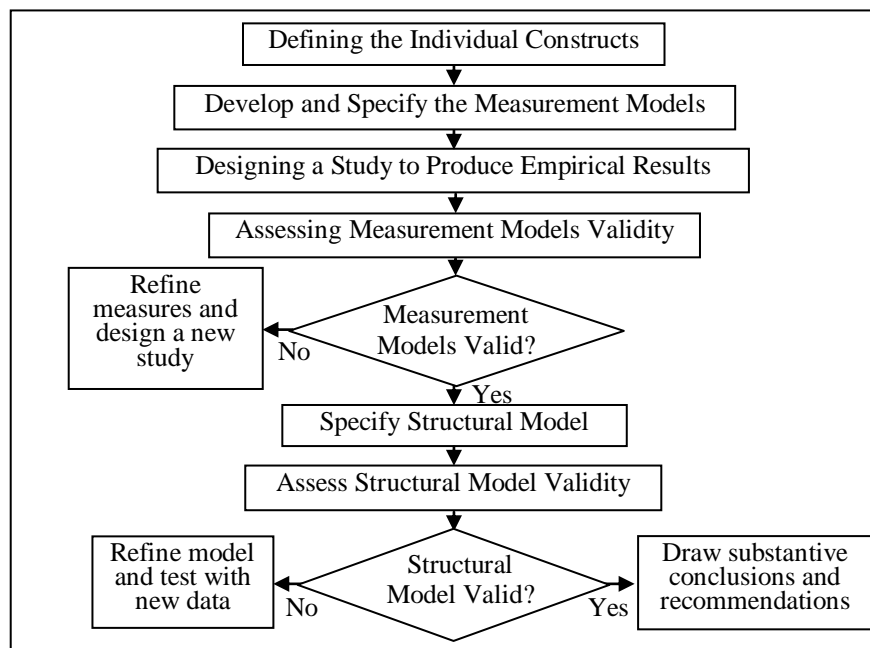 Defining the Individual Constructs
Develop and Specify the Measurement Models
Designing a Study to Produce Empirical Results
Assessing Measurement Models Validity
Refine
measures and
design a new
study
No
Measurement
Models Valid?
Yes
Specify Structural Model
Assess Structural Model Validity
Refine model
and test with
new data
No
Structural
Model Valid?
Yes
Draw substantive
conclusions and
recommendations